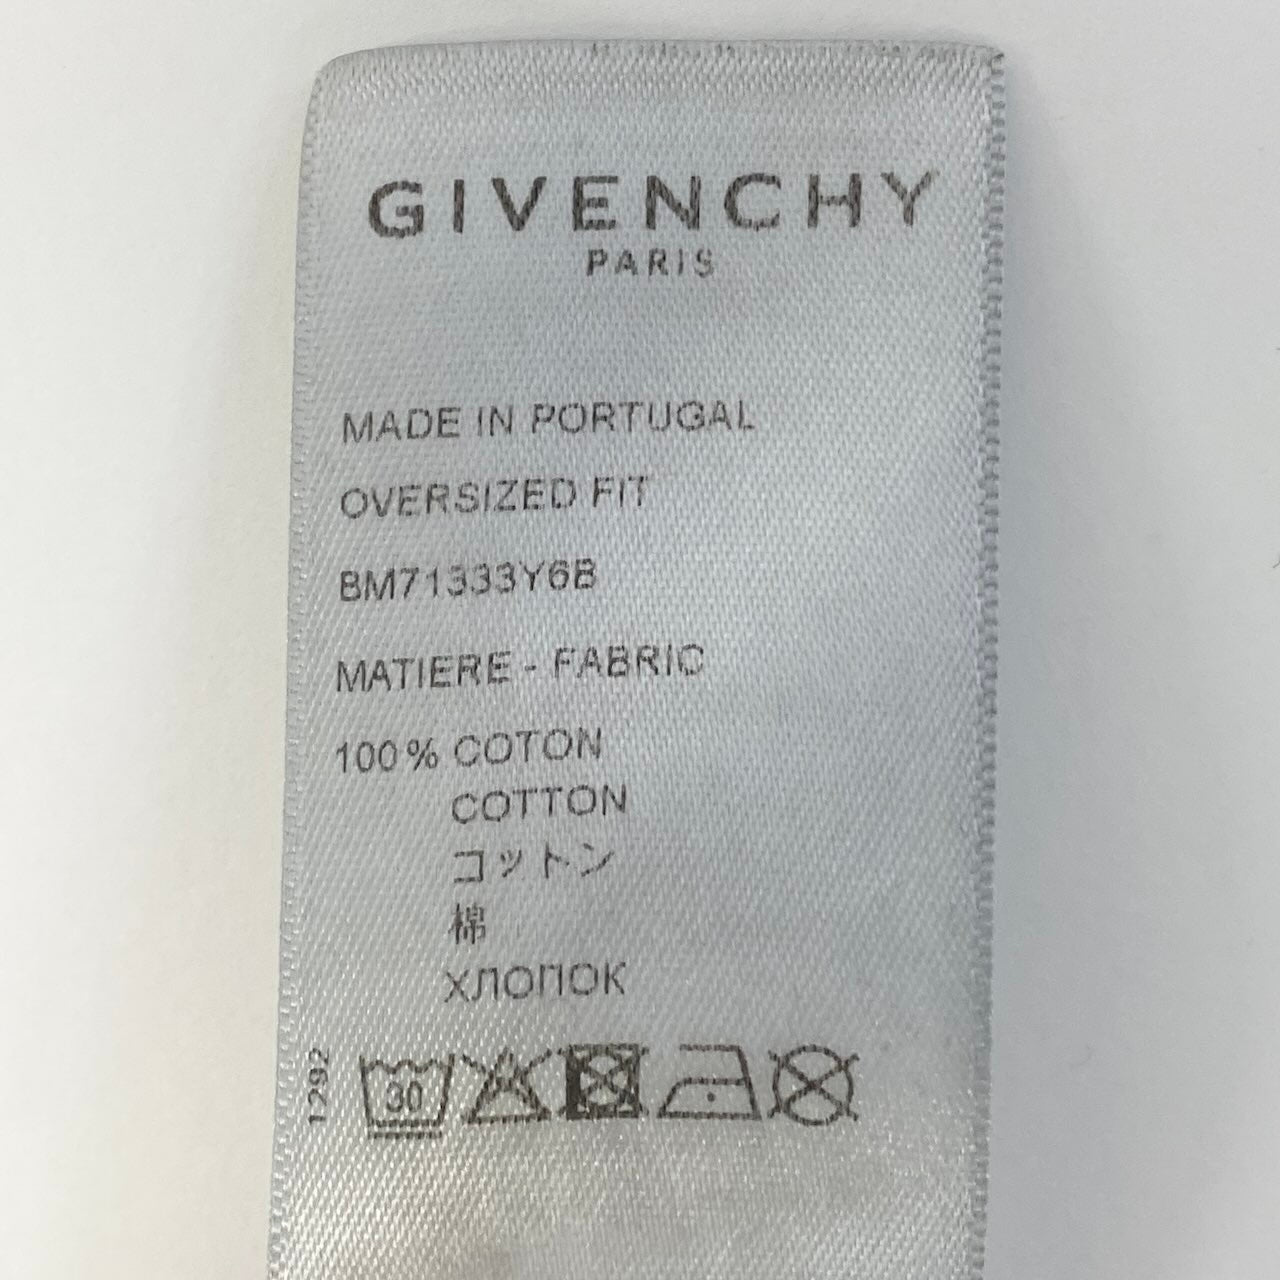 GIVENCHY
PARIS
MADE IN PORTUGAL
OVERSIZED FIT
BM71333Y6B
MATIERE - FABRIC
100% COTON
COTTON
コットン
棉
ХЛОПОК
1292
30